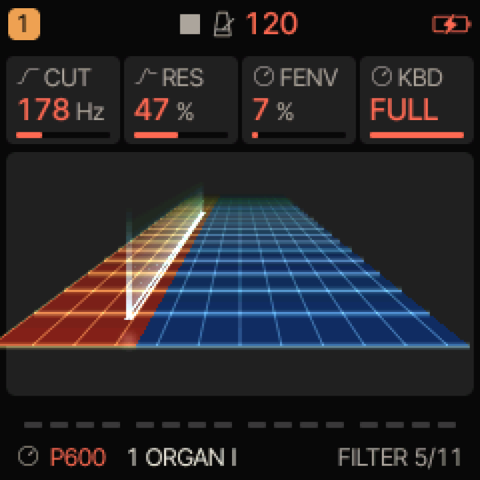 1 120
CUT RES FENV KBD
178 Hz 47 % 7 % FULL
P600 1 ORGAN I FILTER 5/11